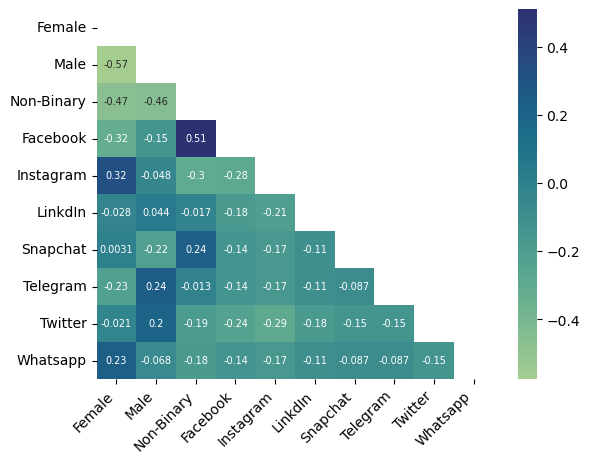 Female
Male
-0.57
Non-Binary
-0.47 -0.46
Facebook
-0.32 -0.15 0.51
Instagram
0.32 -0.048 -0.3 -0.28
LinkdIn
-0.028 0.044 -0.017 -0.18 -0.21
Snapchat
0.0031 -0.22 0.24 -0.14 -0.17 -0.11
Telegram
-0.23 0.24 -0.013 -0.14 -0.17 -0.11 -0.087
Twitter
-0.021 0.2 -0.19 -0.24 -0.29 -0.18 -0.15 -0.15
Whatsapp
0.23 -0.068 -0.18 -0.14 -0.17 -0.11 -0.087 -0.087 -0.15
Female
Male
Non-Binary
Facebook
Instagram
LinkdIn
Snapchat
Telegram
Twitter
Whatsapp
0.4
0.2
0.0
−0.2
−0.4